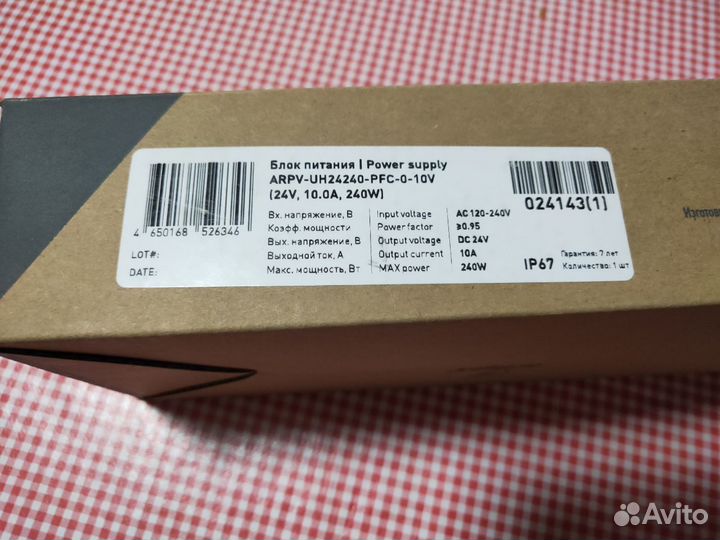 Блок питания | Power supply
ARPV-UH24240-PFC-0-10V
(24V, 10.0A, 240W)
4 650168 526346
LOT#:
DATE:
Вх. напряжение, В Input voltage AC 120-240V
Коэфф. мощности Power factor ≥0.95
Вых. напряжение, В Output voltage DC 24V
Выходной ток, А Output current 10A
Макс. мощность, Вт MAX power 240W
024143(1)
IP67
Гарантия: 7 лет
Количество: 1 шт
Avito